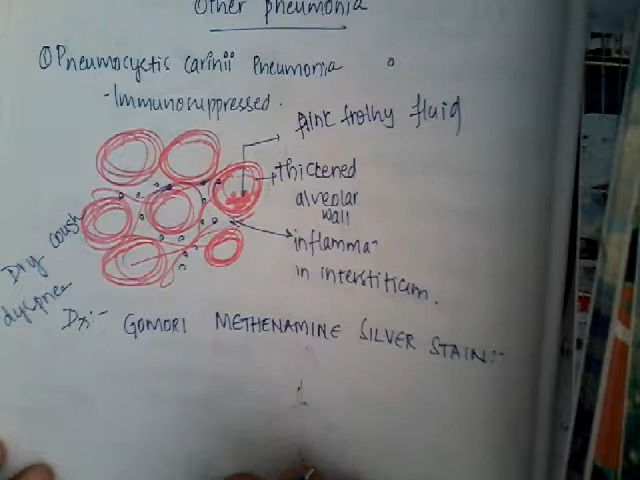 Other pneumonia
① Pneumocystic carinii Pneumonia
- Immunosuppressed.
pink frothy fluid
thickened
alveolar
wall
inflamma-
in interstitium.
Dry cough
dyspnea
Dx:- GOMORI METHENAMINE SILVER STAIN:-